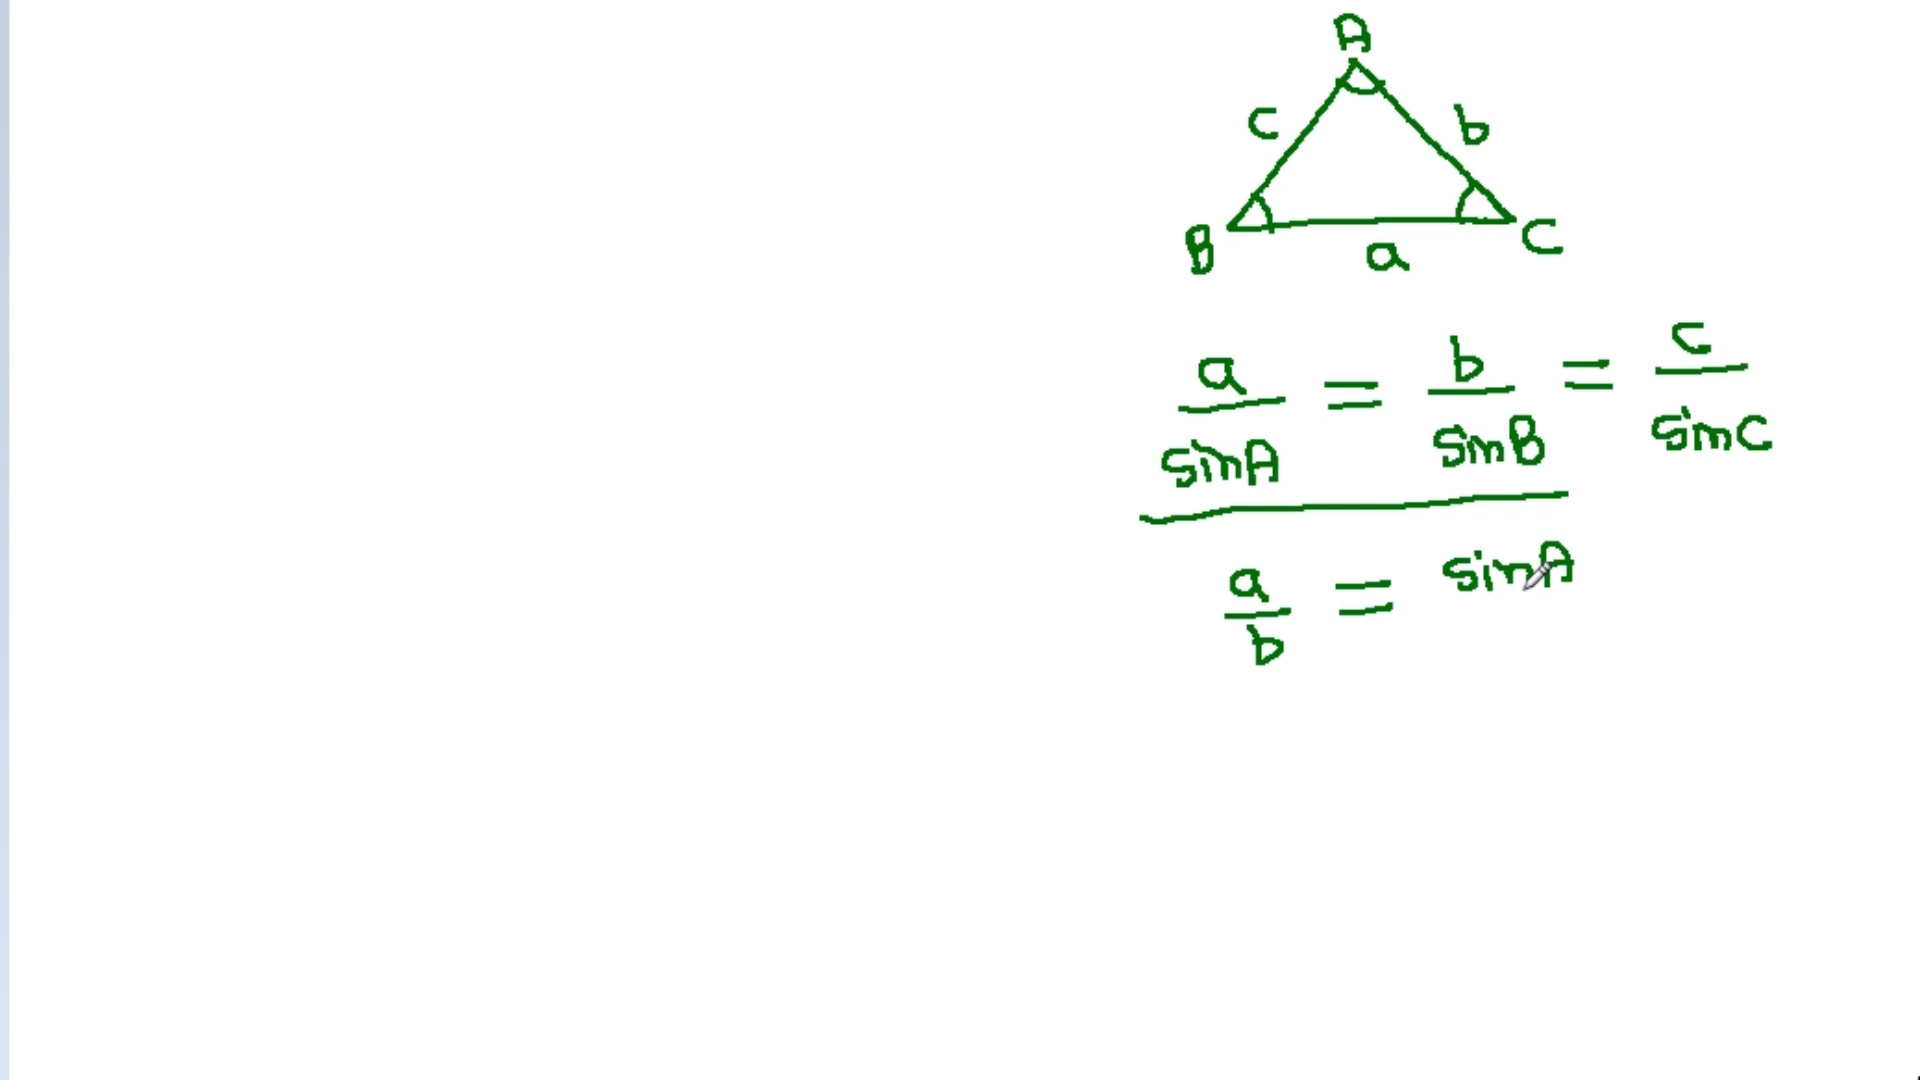 A
c b
B a C
a/sinA = b/sinB = c/sinC
a/b = sinA